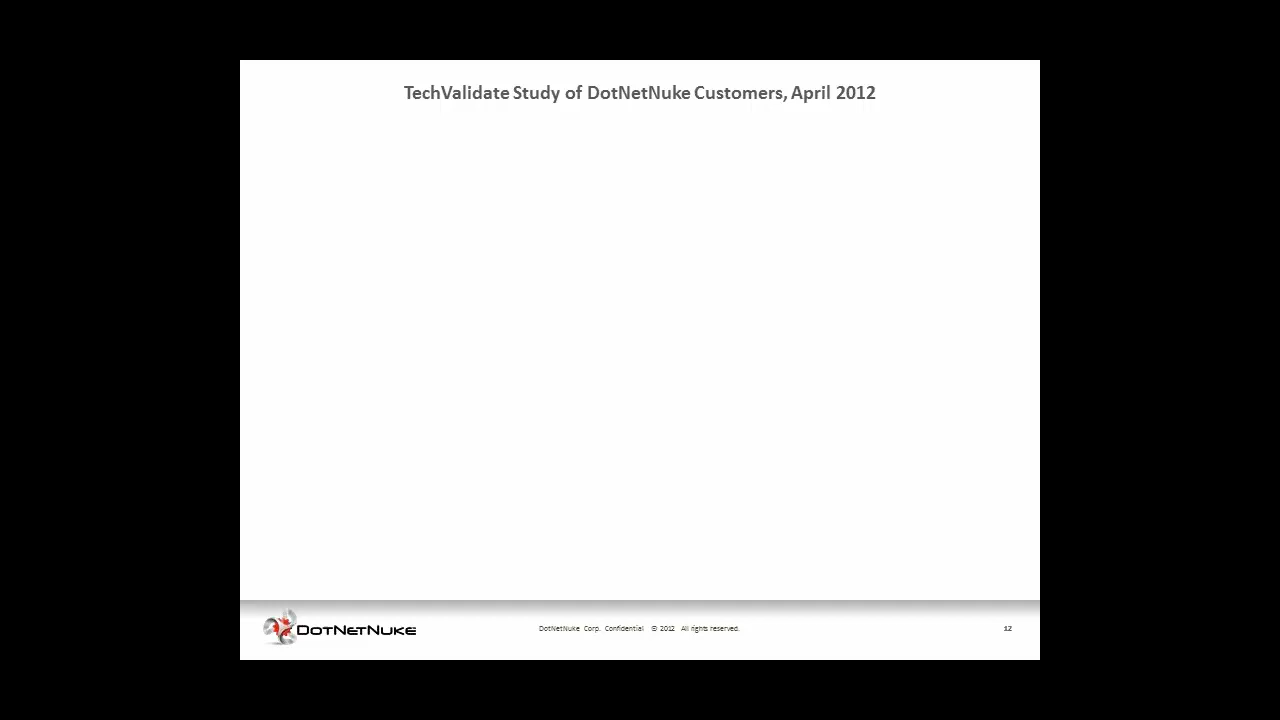 TechValidate Study of DotNetNuke Customers, April 2012
DotNetNuke
DotNetNuke Corp. Confidential © 2012 All rights reserved.
12